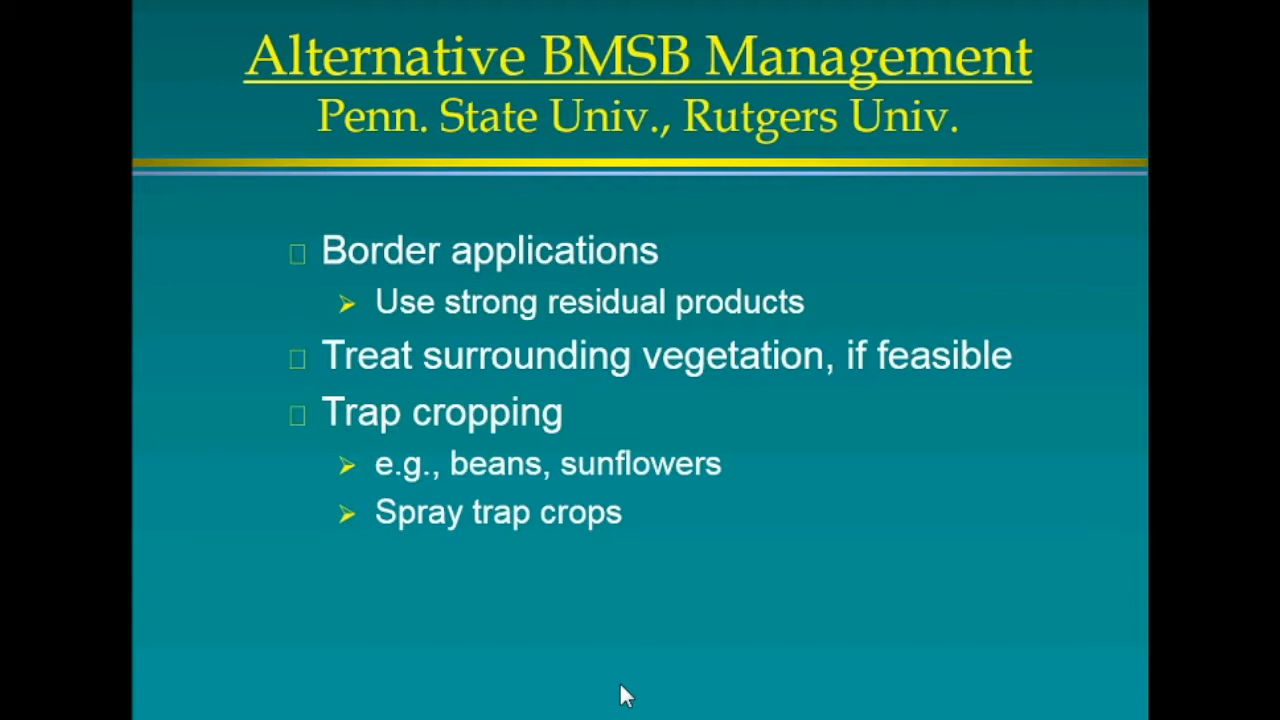 Alternative BMSB Management
Penn. State Univ., Rutgers Univ.
Border applications
Use strong residual products
Treat surrounding vegetation, if feasible
Trap cropping
e.g., beans, sunflowers
Spray trap crops